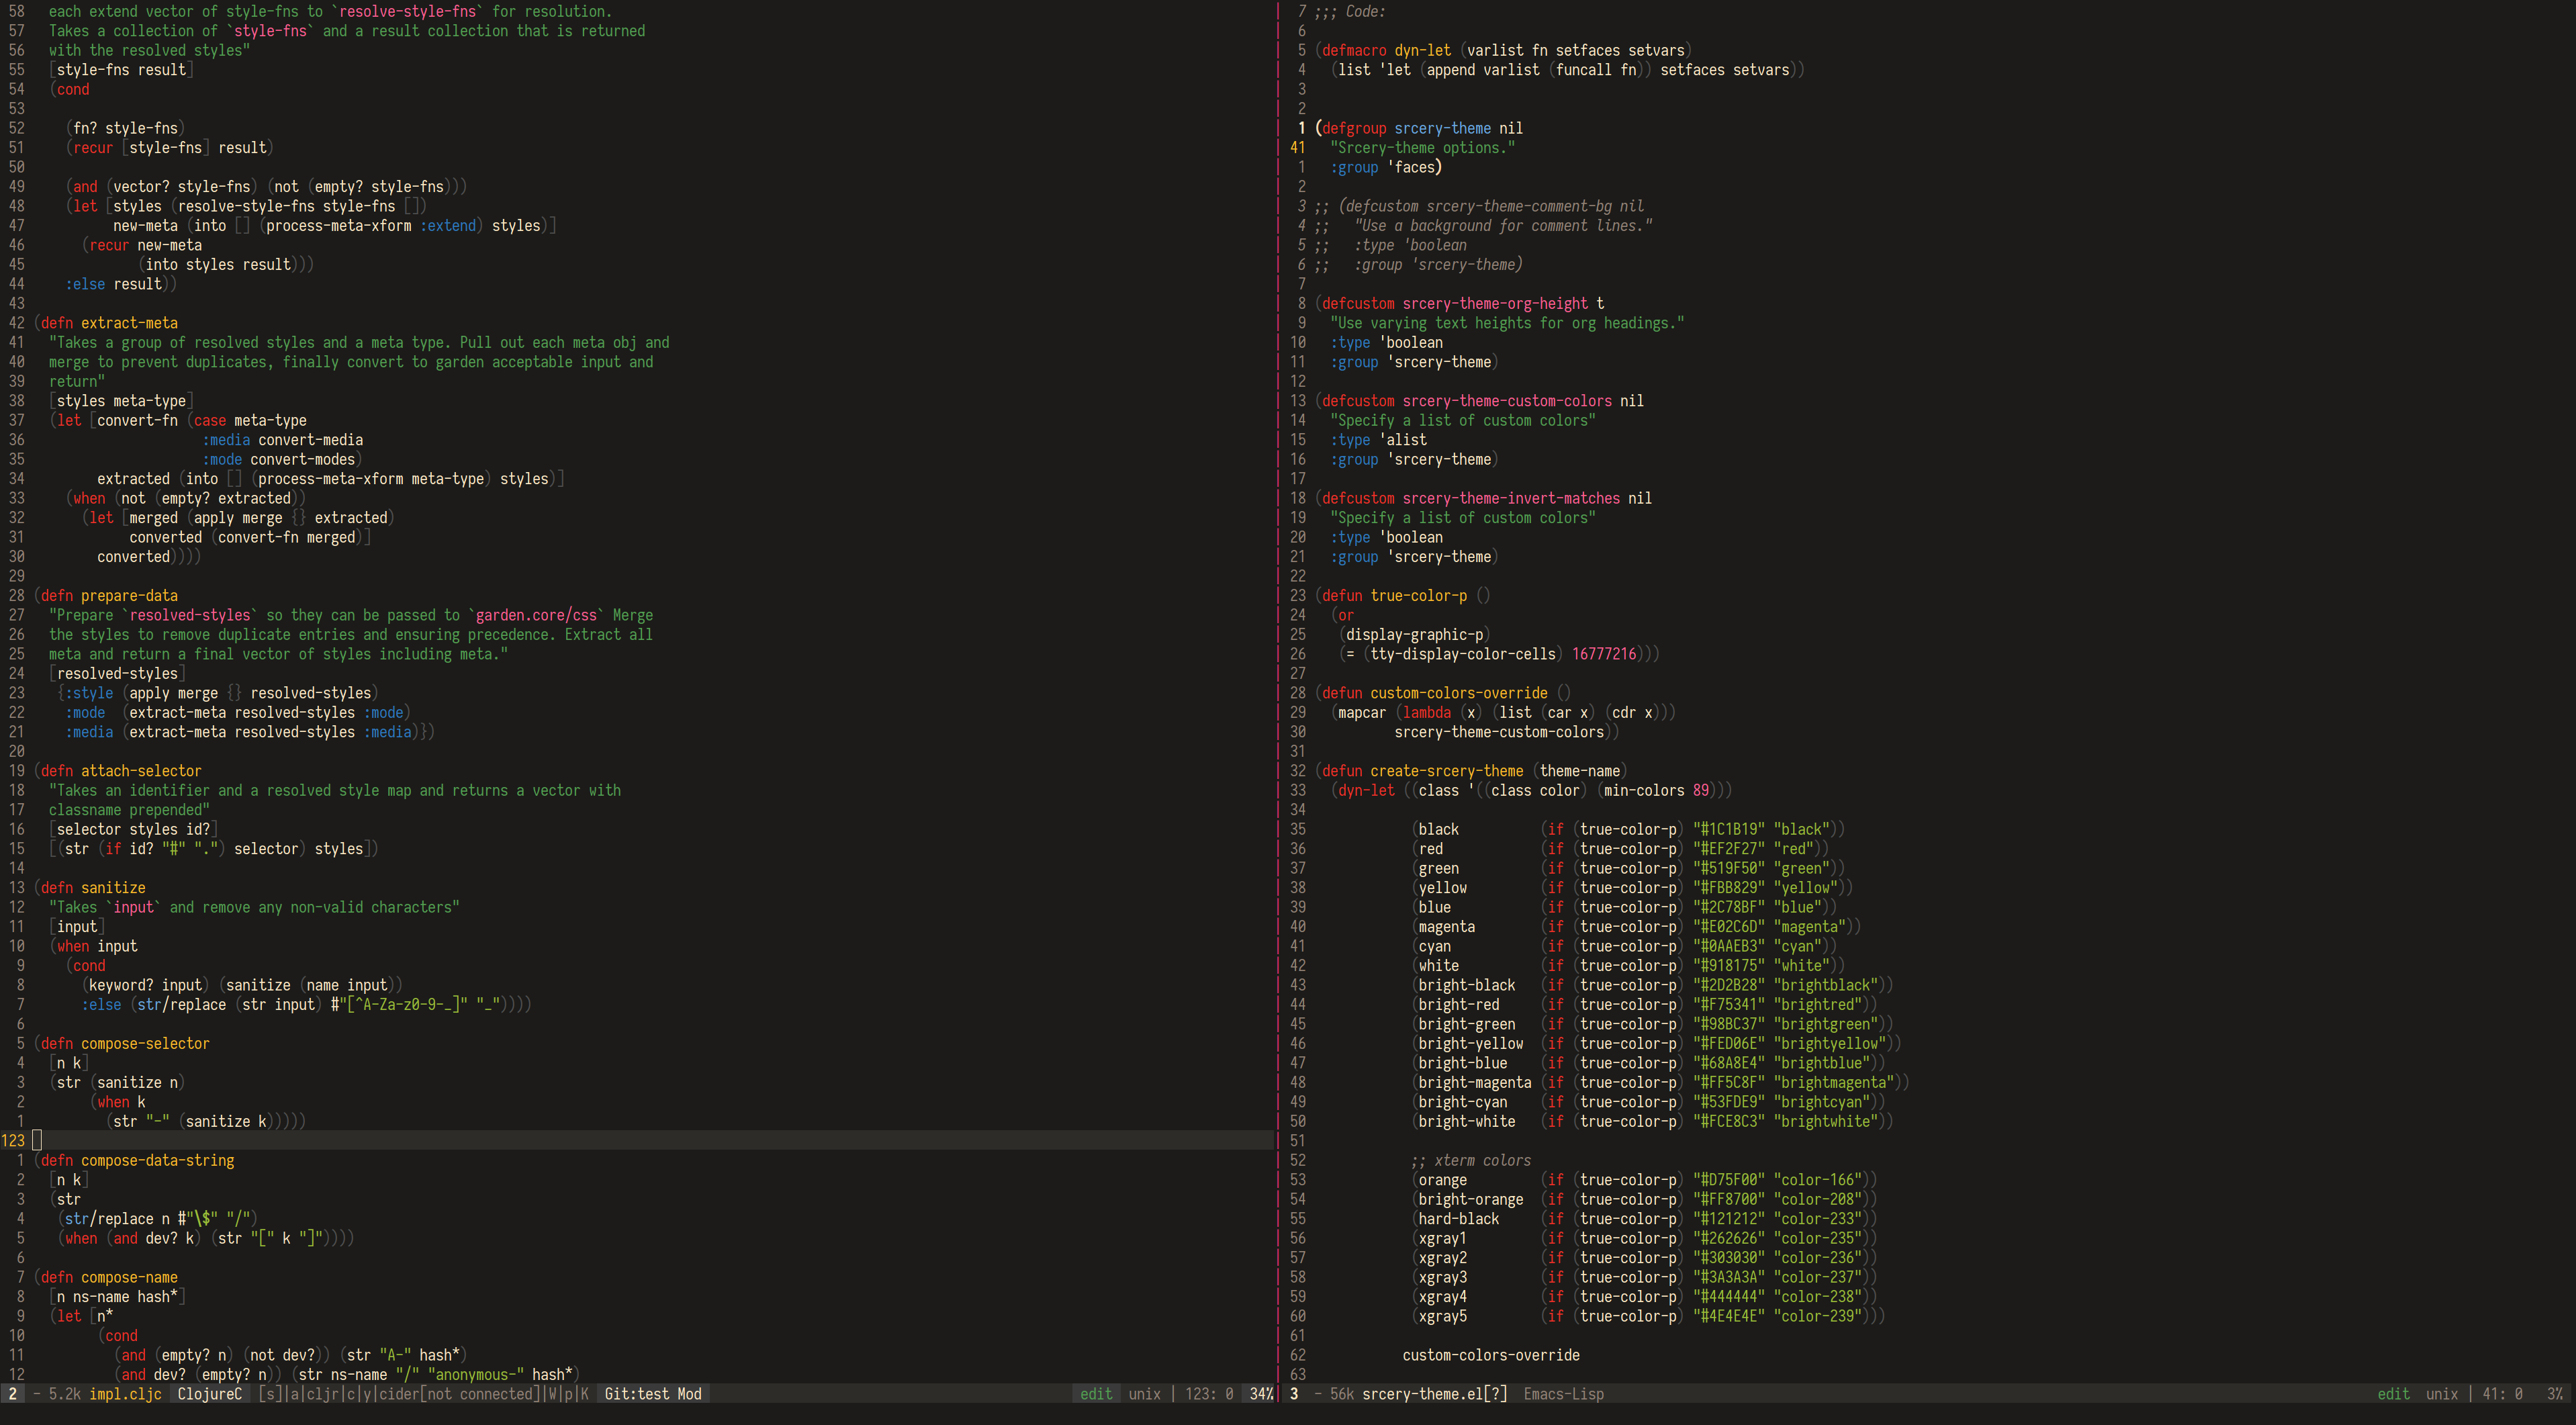 58   each extend vector of style-fns to `resolve-style-fns` for resolution.
57   Takes a collection of `style-fns` and a result collection that is returned
56   with the resolved styles"
55   [style-fns result]
54   (cond
53
52     (fn? style-fns)
51     (recur [style-fns] result)
50
49     (and (vector? style-fns) (not (empty? style-fns)))
48     (let [styles (resolve-style-fns style-fns [])
47           new-meta (into [] (process-meta-xform :extend) styles)]
46       (recur new-meta
45              (into styles result)))
44     :else result))
43
42 (defn extract-meta
41   "Takes a group of resolved styles and a meta type. Pull out each meta obj and
40   merge to prevent duplicates, finally convert to garden acceptable input and
39   return"
38   [styles meta-type]
37   (let [convert-fn (case meta-type
36                      :media convert-media
35                      :mode convert-modes)
34         extracted (into [] (process-meta-xform meta-type) styles)]
33     (when (not (empty? extracted))
32       (let [merged (apply merge {} extracted)
31             converted (convert-fn merged)]
30         converted))))
29
28 (defn prepare-data
27   "Prepare `resolved-styles` so they can be passed to `garden.core/css` Merge
26   the styles to remove duplicate entries and ensuring precedence. Extract all
25   meta and return a final vector of styles including meta."
24   [resolved-styles]
23    {:style (apply merge {} resolved-styles)
22     :mode  (extract-meta resolved-styles :mode)
21     :media (extract-meta resolved-styles :media)})
20
19 (defn attach-selector
18   "Takes an identifier and a resolved style map and returns a vector with
17   classname prepended"
16   [selector styles id?]
15   [(str (if id? "#" ".") selector) styles])
14
13 (defn sanitize
12   "Takes `input` and remove any non-valid characters"
11   [input]
10   (when input
9     (cond
8       (keyword? input) (sanitize (name input))
7       :else (str/replace (str input) #"[^A-Za-z0-9-_]" "_"))))
6
5 (defn compose-selector
4   [n k]
3   (str (sanitize n)
2        (when k
1          (str "-" (sanitize k)))))
123
1 (defn compose-data-string
2   [n k]
3   (str
4    (str/replace n #"\$" "/")
5    (when (and dev? k) (str "[" k "]"))))
6
7 (defn compose-name
8   [n ns-name hash*]
9   (let [n*
10         (cond
11           (and (empty? n) (not dev?)) (str "A-" hash*)
12           (and dev? (empty? n)) (str ns-name "/" "anonymous-" hash*)
2 - 5.2k impl.cljc ClojureC [s]|a|cljr|c|y|cider[not connected]|W|p|K Git:test Mod edit unix | 123: 0 34%
7 ;;; Code:
6
5 (defmacro dyn-let (varlist fn setfaces setvars)
4   (list 'let (append varlist (funcall fn)) setfaces setvars))
3
2
1 (defgroup srcery-theme nil
41   "Srcery-theme options."
1   :group 'faces)
2
3 ;; (defcustom srcery-theme-comment-bg nil
4 ;;   "Use a background for comment lines."
5 ;;   :type 'boolean
6 ;;   :group 'srcery-theme)
7
8 (defcustom srcery-theme-org-height t
9   "Use varying text heights for org headings."
10   :type 'boolean
11   :group 'srcery-theme)
12
13 (defcustom srcery-theme-custom-colors nil
14   "Specify a list of custom colors"
15   :type 'alist
16   :group 'srcery-theme)
17
18 (defcustom srcery-theme-invert-matches nil
19   "Specify a list of custom colors"
20   :type 'boolean
21   :group 'srcery-theme)
22
23 (defun true-color-p ()
24   (or
25    (display-graphic-p)
26    (= (tty-display-color-cells) 16777216)))
27
28 (defun custom-colors-override ()
29   (mapcar (lambda (x) (list (car x) (cdr x)))
30           srcery-theme-custom-colors))
31
32 (defun create-srcery-theme (theme-name)
33   (dyn-let ((class '((class color) (min-colors 89)))
34
35             (black          (if (true-color-p) "#1C1B19" "black"))
36             (red            (if (true-color-p) "#EF2F27" "red"))
37             (green          (if (true-color-p) "#519F50" "green"))
38             (yellow         (if (true-color-p) "#FBB829" "yellow"))
39             (blue           (if (true-color-p) "#2C78BF" "blue"))
40             (magenta        (if (true-color-p) "#E02C6D" "magenta"))
41             (cyan           (if (true-color-p) "#0AAEB3" "cyan"))
42             (white          (if (true-color-p) "#918175" "white"))
43             (bright-black   (if (true-color-p) "#2D2B28" "brightblack"))
44             (bright-red     (if (true-color-p) "#F75341" "brightred"))
45             (bright-green   (if (true-color-p) "#98BC37" "brightgreen"))
46             (bright-yellow  (if (true-color-p) "#FED06E" "brightyellow"))
47             (bright-blue    (if (true-color-p) "#68A8E4" "brightblue"))
48             (bright-magenta (if (true-color-p) "#FF5C8F" "brightmagenta"))
49             (bright-cyan    (if (true-color-p) "#53FDE9" "brightcyan"))
50             (bright-white   (if (true-color-p) "#FCE8C3" "brightwhite"))
51
52             ;; xterm colors
53             (orange         (if (true-color-p) "#D75F00" "color-166"))
54             (bright-orange  (if (true-color-p) "#FF8700" "color-208"))
55             (hard-black     (if (true-color-p) "#121212" "color-233"))
56             (xgray1         (if (true-color-p) "#262626" "color-235"))
57             (xgray2         (if (true-color-p) "#303030" "color-236"))
58             (xgray3         (if (true-color-p) "#3A3A3A" "color-237"))
59             (xgray4         (if (true-color-p) "#444444" "color-238"))
60             (xgray5         (if (true-color-p) "#4E4E4E" "color-239")))
61
62            custom-colors-override
63
3 - 56k srcery-theme.el[?] Emacs-Lisp edit unix | 41: 0 3%